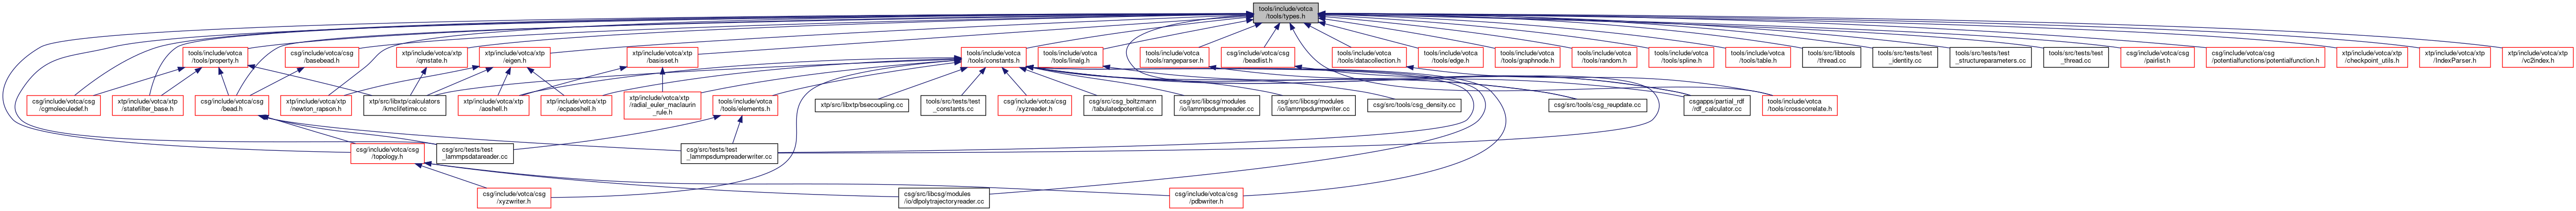 tools/include/votca
/tools/types.h
tools/include/votca
/tools/property.h
csg/include/votca/csg
/basebead.h
xtp/include/votca/xtp
/qmstate.h
xtp/include/votca/xtp
/eigen.h
xtp/include/votca/xtp
/basisset.h
tools/include/votca
/tools/constants.h
tools/include/votca
/tools/linalg.h
tools/include/votca
/tools/rangeparser.h
csg/include/votca/csg
/beadlist.h
tools/include/votca
/tools/datacollection.h
tools/include/votca
/tools/edge.h
tools/include/votca
/tools/graphnode.h
tools/include/votca
/tools/random.h
tools/include/votca
/tools/spline.h
tools/include/votca
/tools/table.h
tools/src/libtools
/thread.cc
tools/src/tests/test
_identity.cc
tools/src/tests/test
_structureparameters.cc
tools/src/tests/test
_thread.cc
csg/include/votca/csg
/pairlist.h
csg/include/votca/csg
/potentialfunctions/potentialfunction.h
xtp/include/votca/xtp
/checkpoint_utils.h
xtp/include/votca/xtp
/IndexParser.h
xtp/include/votca/xtp
/vc2index.h
csg/include/votca/csg
/cgmoleculedef.h
xtp/include/votca/xtp
/statefilter_base.h
csg/include/votca/csg
/bead.h
xtp/include/votca/xtp
/newton_rapson.h
xtp/src/libxtp/calculators
/kmclifetime.cc
xtp/include/votca/xtp
/aoshell.h
xtp/include/votca/xtp
/ecpaoshell.h
xtp/include/votca/xtp
/radial_euler_maclaurin
_rule.h
tools/include/votca
/tools/elements.h
xtp/src/libxtp/bsecoupling.cc
tools/src/tests/test
_constants.cc
csg/include/votca/csg
/xyzreader.h
csg/src/csg_boltzmann
/tabulatedpotential.cc
csg/src/libcsg/modules
/io/lammpsdumpreader.cc
csg/src/libcsg/modules
/io/lammpsdumpwriter.cc
csg/src/tools/csg_density.cc
csg/src/tools/csg_reupdate.cc
csgapps/partial_rdf
/rdf_calculator.cc
tools/include/votca
/tools/crosscorrelate.h
csg/include/votca/csg
/topology.h
csg/src/tests/test
_lammpsdatareader.cc
csg/src/tests/test
_lammpsdumpreaderwriter.cc
csg/include/votca/csg
/xyzwriter.h
csg/src/libcsg/modules
/io/dlpolytrajectoryreader.cc
csg/include/votca/csg
/pdbwriter.h